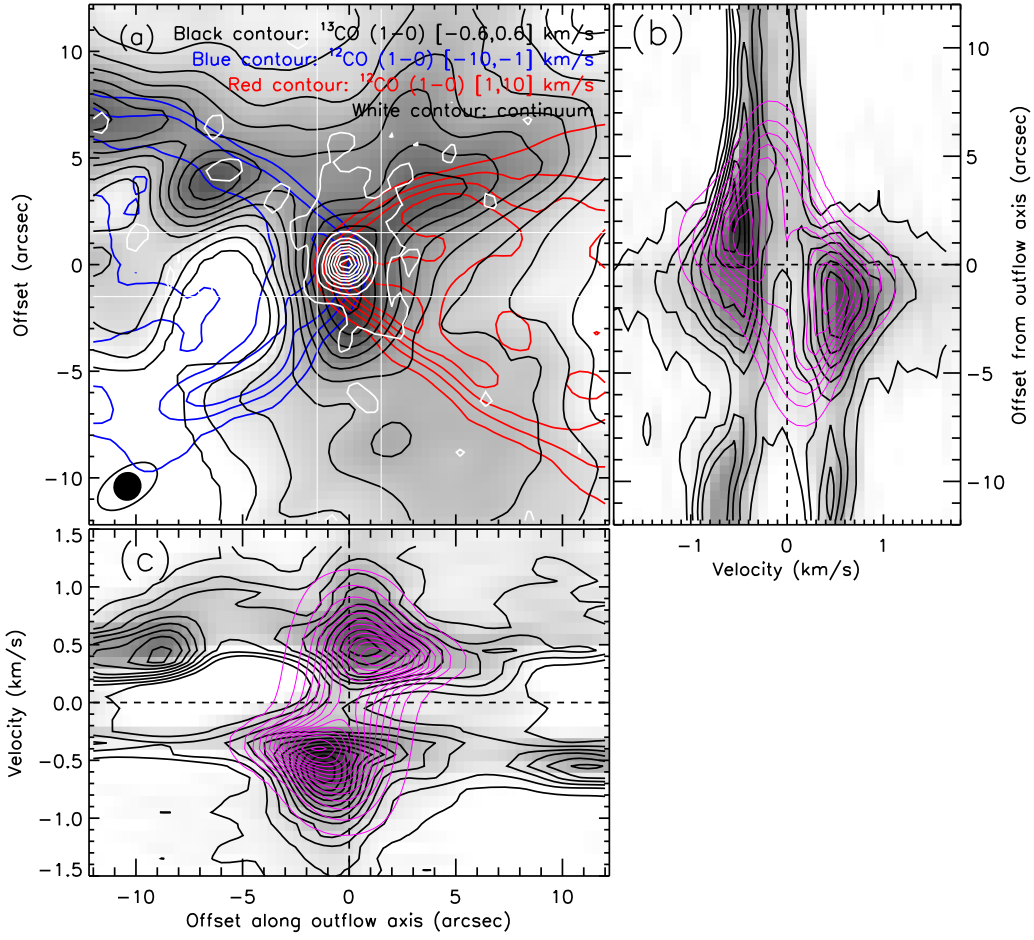 (a)
Black contour: ¹³CO (1−0) [−0.6,0.6] km/s
Blue contour: ¹²CO (1−0) [−10,−1] km/s
Red contour: ¹²CO (1−0) [1,10] km/s
White contour: continuum
10
5
0
−5
−10
Offset (arcsec)
(b)
10
5
0
−5
−10
Offset from outflow axis (arcsec)
−1 0 1
Velocity (km/s)
(c)
1.5
1.0
0.5
0.0
−0.5
−1.0
−1.5
Velocity (km/s)
−10 −5 0 5 10
Offset along outflow axis (arcsec)